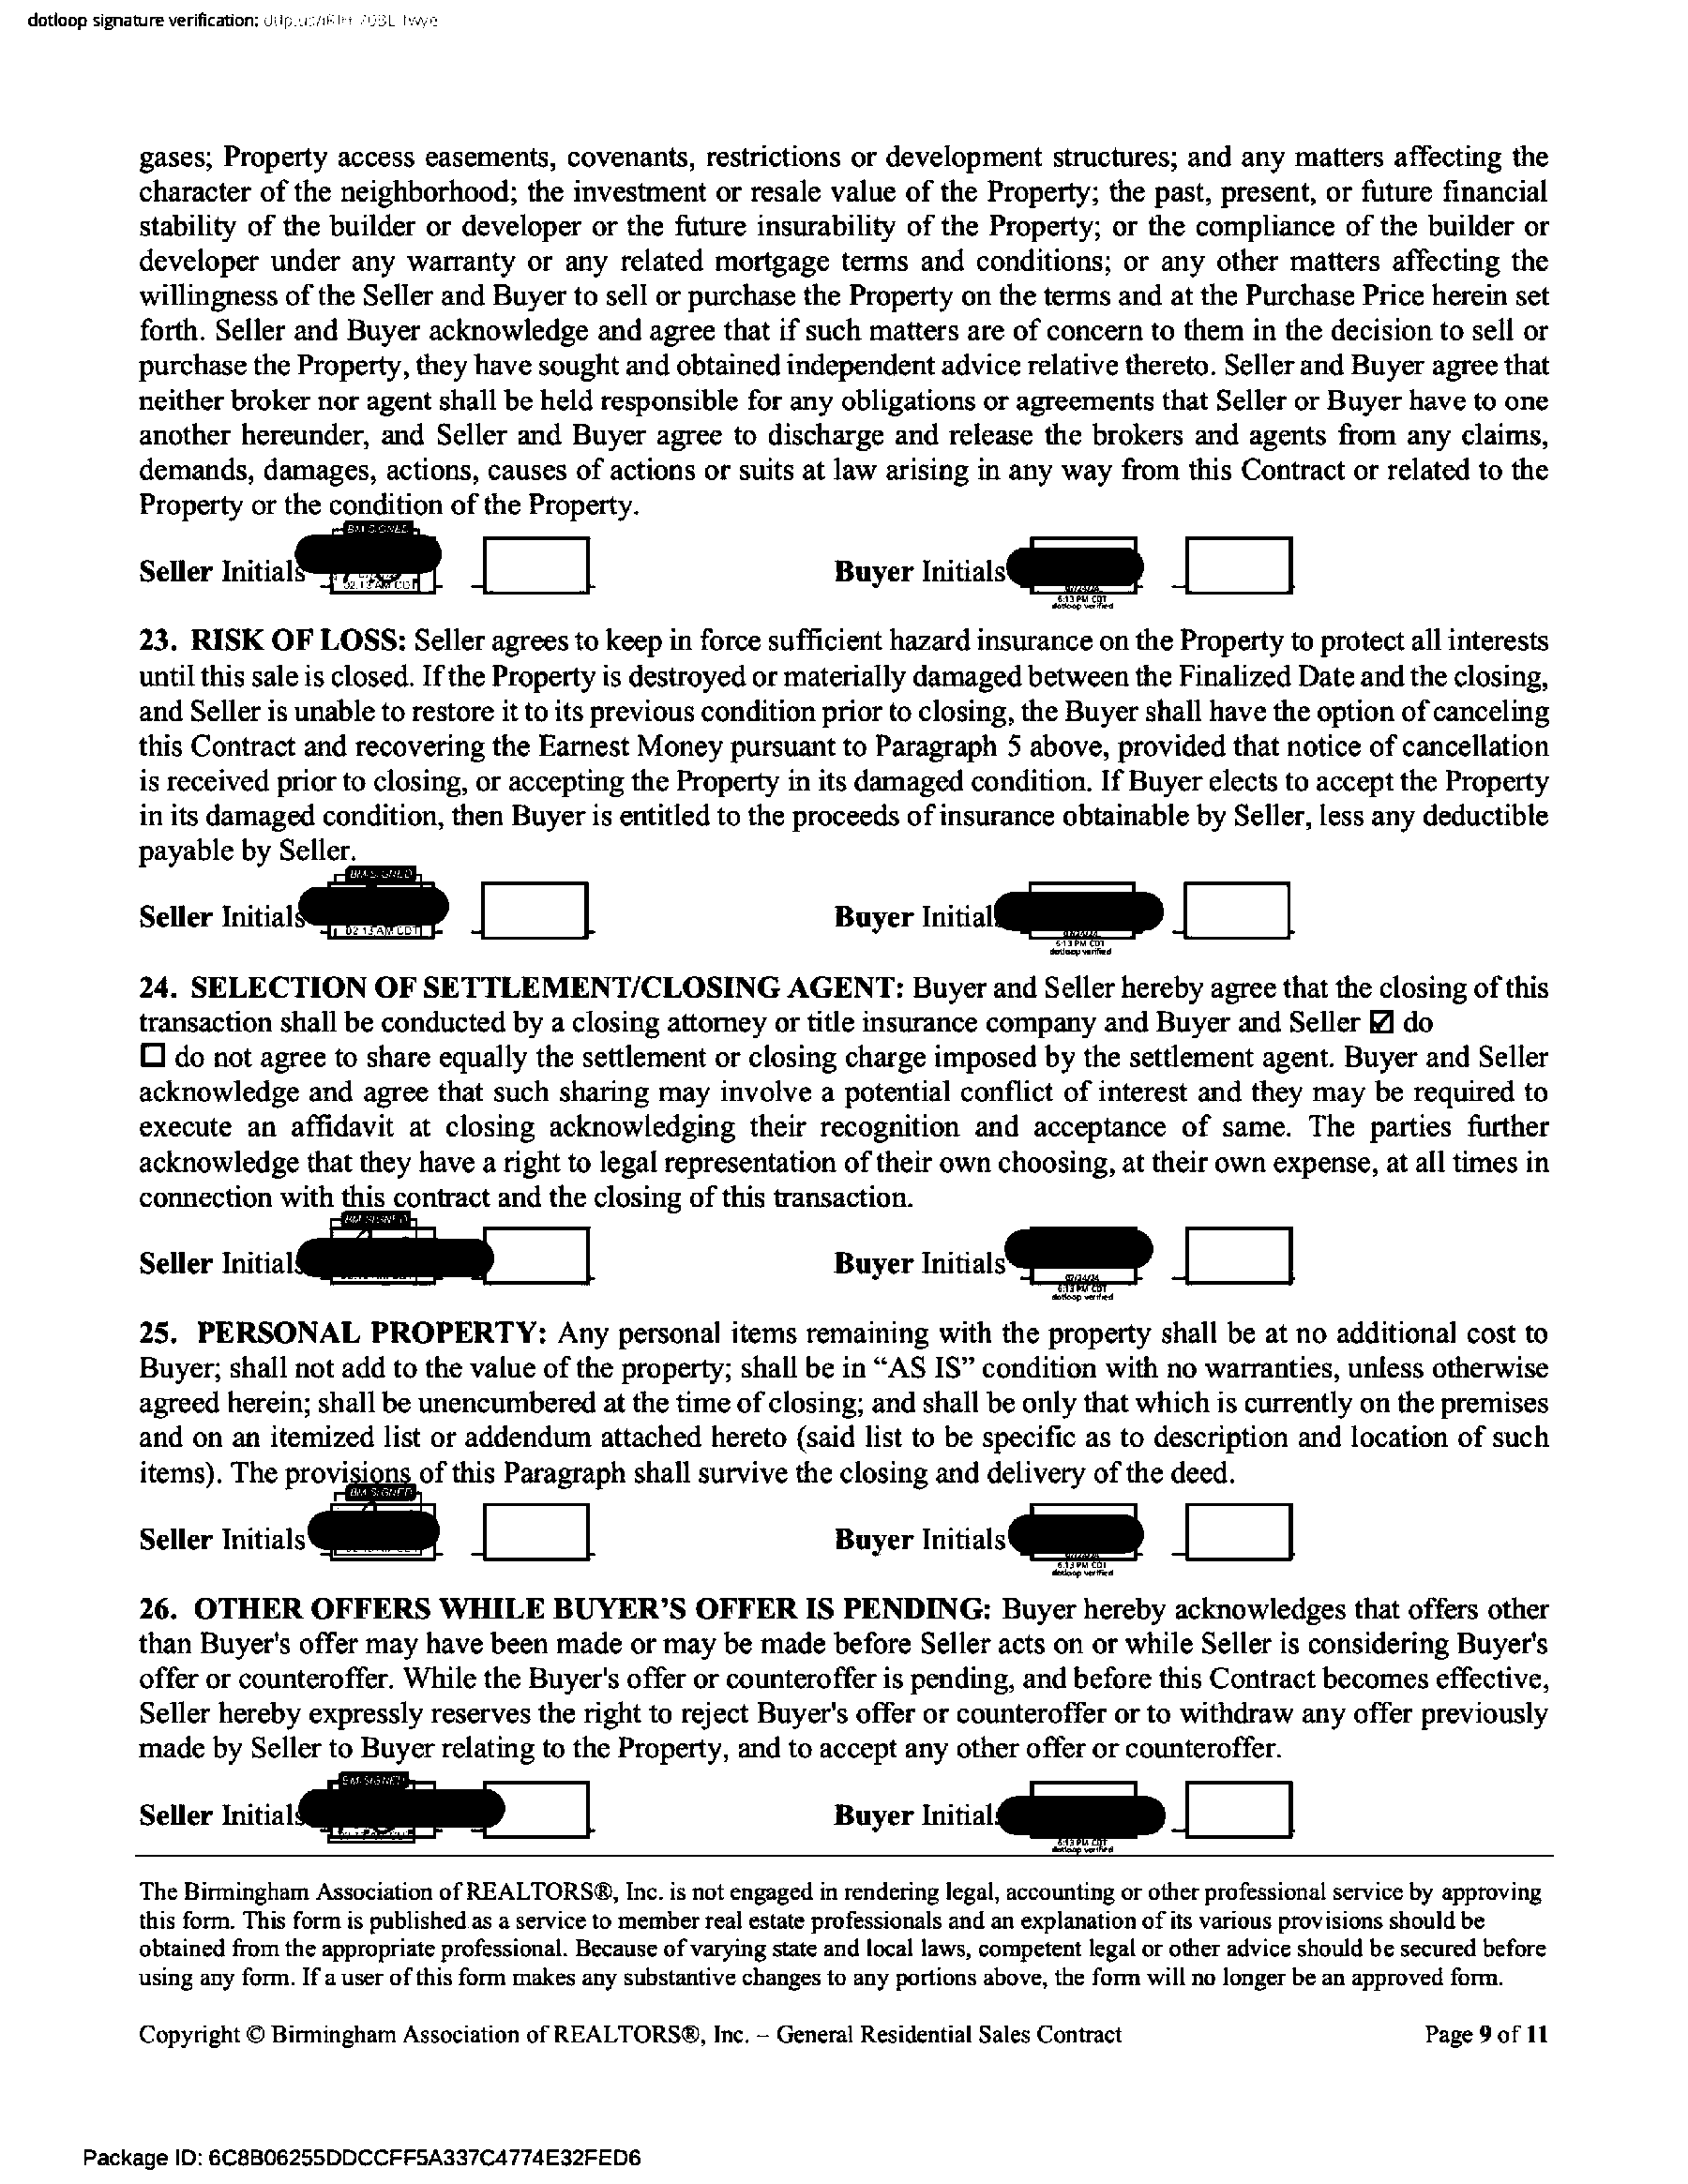 dotloop signature verification:
gases; Property access easements, covenants, restrictions or development structures; and any matters affecting the
character of the neighborhood; the investment or resale value of the Property; the past, present, or future financial
stability of the builder or developer or the future insurability of the Property; or the compliance of the builder or
developer under any warranty or any related mortgage terms and conditions; or any other matters affecting the
willingness of the Seller and Buyer to sell or purchase the Property on the terms and at the Purchase Price herein set
forth. Seller and Buyer acknowledge and agree that if such matters are of concern to them in the decision to sell or
purchase the Property, they have sought and obtained independent advice relative thereto. Seller and Buyer agree that
neither broker nor agent shall be held responsible for any obligations or agreements that Seller or Buyer have to one
another hereunder, and Seller and Buyer agree to discharge and release the brokers and agents from any claims,
demands, damages, actions, causes of actions or suits at law arising in any way from this Contract or related to the
Property or the condition of the Property.
Seller Initials Buyer Initials
02:13 AM CDT
6:13 PM CDT
dotloop verified
23. RISK OF LOSS: Seller agrees to keep in force sufficient hazard insurance on the Property to protect all interests
until this sale is closed. If the Property is destroyed or materially damaged between the Finalized Date and the closing,
and Seller is unable to restore it to its previous condition prior to closing, the Buyer shall have the option of canceling
this Contract and recovering the Earnest Money pursuant to Paragraph 5 above, provided that notice of cancellation
is received prior to closing, or accepting the Property in its damaged condition. If Buyer elects to accept the Property
in its damaged condition, then Buyer is entitled to the proceeds of insurance obtainable by Seller, less any deductible
payable by Seller.
Seller Initials Buyer Initials
02:13 AM CDT
6:13 PM CDT
dotloop verified
24. SELECTION OF SETTLEMENT/CLOSING AGENT: Buyer and Seller hereby agree that the closing of this
transaction shall be conducted by a closing attorney or title insurance company and Buyer and Seller ☑ do
☐ do not agree to share equally the settlement or closing charge imposed by the settlement agent. Buyer and Seller
acknowledge and agree that such sharing may involve a potential conflict of interest and they may be required to
execute an affidavit at closing acknowledging their recognition and acceptance of same. The parties further
acknowledge that they have a right to legal representation of their own choosing, at their own expense, at all times in
connection with this contract and the closing of this transaction.
Seller Initials Buyer Initials
6:13 PM CDT
dotloop verified
25. PERSONAL PROPERTY: Any personal items remaining with the property shall be at no additional cost to
Buyer; shall not add to the value of the property; shall be in “AS IS” condition with no warranties, unless otherwise
agreed herein; shall be unencumbered at the time of closing; and shall be only that which is currently on the premises
and on an itemized list or addendum attached hereto (said list to be specific as to description and location of such
items). The provisions of this Paragraph shall survive the closing and delivery of the deed.
Seller Initials Buyer Initials
6:13 PM CDT
dotloop verified
26. OTHER OFFERS WHILE BUYER’S OFFER IS PENDING: Buyer hereby acknowledges that offers other
than Buyer's offer may have been made or may be made before Seller acts on or while Seller is considering Buyer's
offer or counteroffer. While the Buyer's offer or counteroffer is pending, and before this Contract becomes effective,
Seller hereby expressly reserves the right to reject Buyer's offer or counteroffer or to withdraw any offer previously
made by Seller to Buyer relating to the Property, and to accept any other offer or counteroffer.
Seller Initials Buyer Initials
6:13 PM CDT
dotloop verified
The Birmingham Association of REALTORS®, Inc. is not engaged in rendering legal, accounting or other professional service by approving
this form. This form is published as a service to member real estate professionals and an explanation of its various provisions should be
obtained from the appropriate professional. Because of varying state and local laws, competent legal or other advice should be secured before
using any form. If a user of this form makes any substantive changes to any portions above, the form will no longer be an approved form.
Copyright © Birmingham Association of REALTORS®, Inc. – General Residential Sales Contract Page 9 of 11
Package ID: 6C8B06255DDCCFF5A337C4774E32FED6